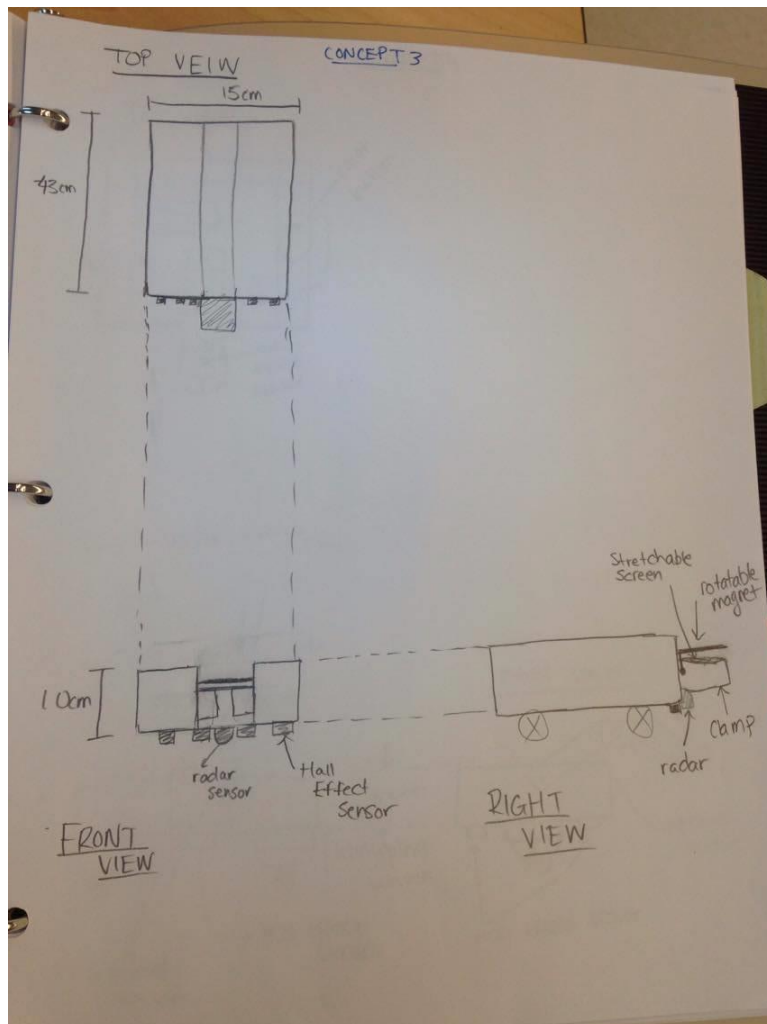 TOP VEIW
CONCEPT 3
15cm
43cm
Stretchable
Screen
rotatable
magnet
10cm
radar
sensor
Hall
Effect
Sensor
Clamp
radar
FRONT
VIEW
RIGHT
VIEW